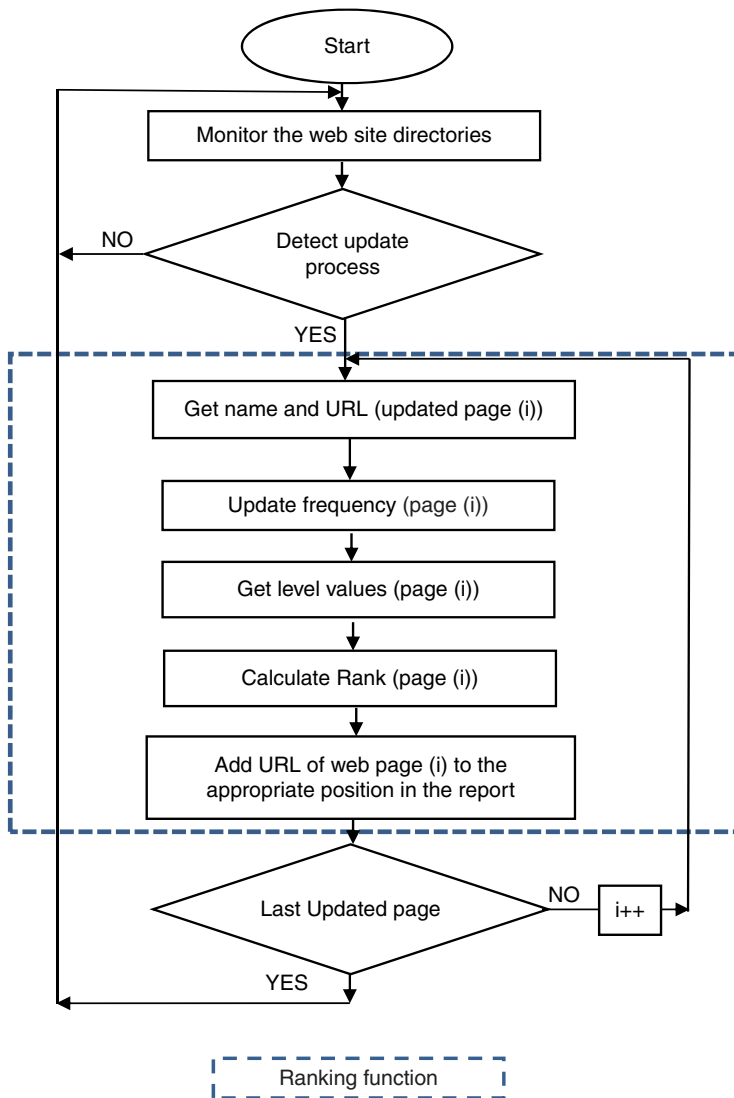 Start
Monitor the web site directories
NO
Detect update
process
YES
Get name and URL (updated page (i))
Update frequency (page (i))
Get level values (page (i))
Calculate Rank (page (i))
Add URL of web page (i) to the
appropriate position in the report
Last Updated page
NO
i++
YES
Ranking function